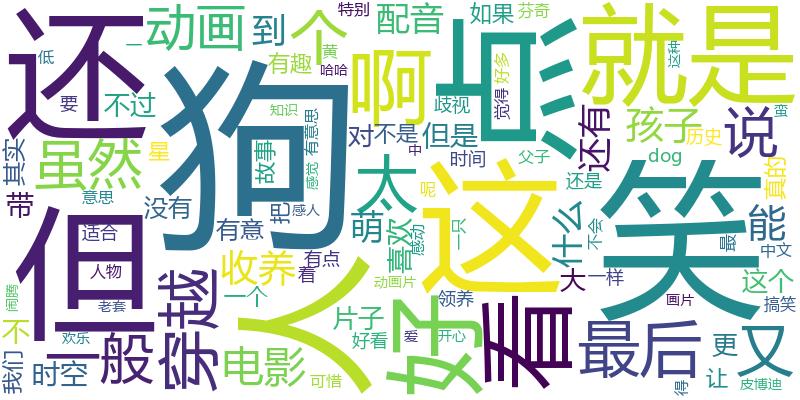 还
动画
到
个
特别
黄
配音
如果
芬奇
点
就是
这种
低
一
要
不过
有趣
哈哈
啊
歧视
觉得
好多
狗
知识
有意思
感觉
对
不是
但是
中
时间
父子
还有
孩子
历史
说
蛮
其实
虽然
星
故事
dog
真的
带
意思
没有
有意
把
感人
太
萌
喜欢
感动
呢
这
一只
还是
什么
不会
笑
最
能
中文
但
适合
人物
穿越
收养
有点
着
动画片
领养
大
一样
画片
这个
搞笑
闹腾
不
老套
一个
人
片子
好看
爱
好
开心
看
最后
更
又
我们
时空
欢乐
一般
电影
可惜
得
让
皮博迪